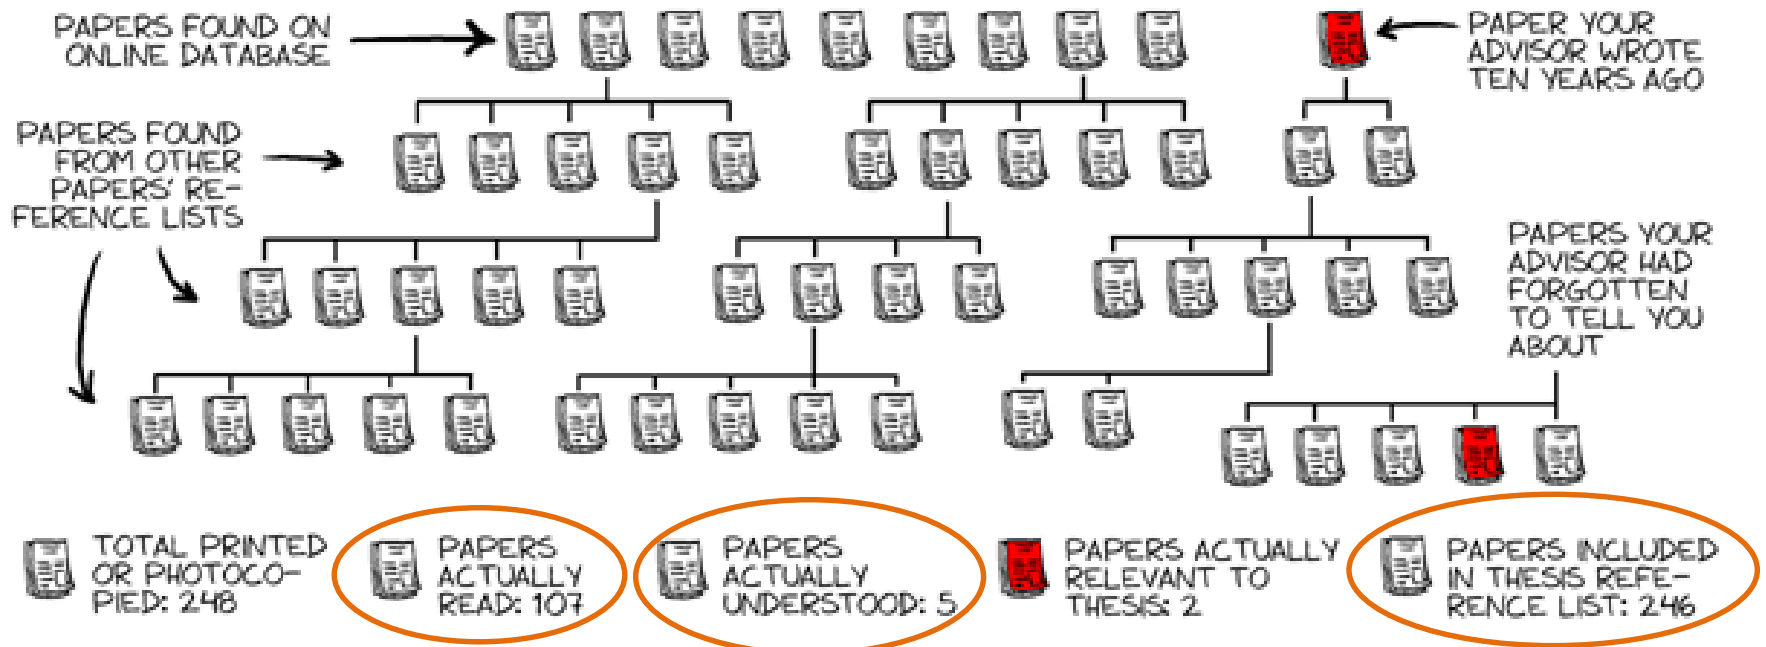 PAPERS FOUND ON
ONLINE DATABASE
PAPER YOUR
ADVISOR WROTE
TEN YEARS AGO
PAPERS FOUND
FROM OTHER
PAPERS' RE-
FERENCE LISTS
PAPERS YOUR
ADVISOR HAD
FORGOTTEN
TO TELL YOU
ABOUT
TOTAL PRINTED
OR PHOTOCO-
PIED: 248
PAPERS
ACTUALLY
READ: 107
PAPERS
ACTUALLY
UNDERSTOOD: 5
PAPERS ACTUALLY
RELEVANT TO
THESIS: 2
PAPERS INCLUDED
IN THESIS REFE-
RENCE LIST: 246